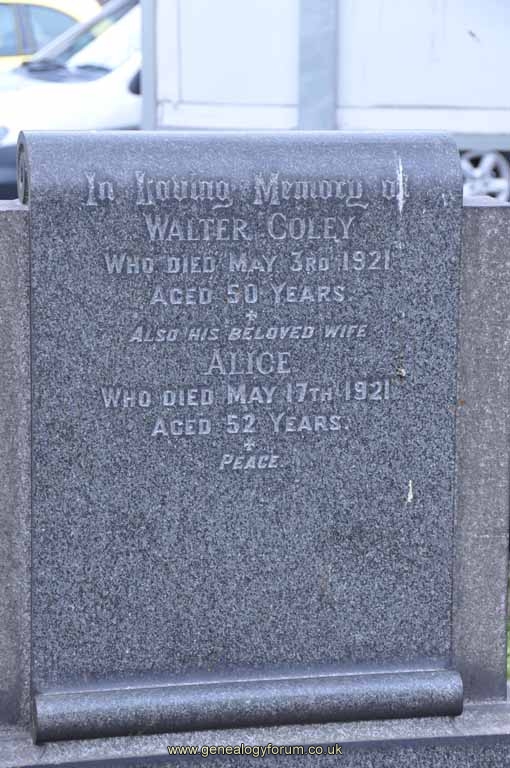 In Loving Memory of
WALTER COLEY
WHO DIED MAY 3RD 1921
AGED 50 YEARS.
ALSO HIS BELOVED WIFE
ALICE
WHO DIED MAY 17TH 1921
AGED 52 YEARS.
PEACE.
www.genealogyforum.co.uk